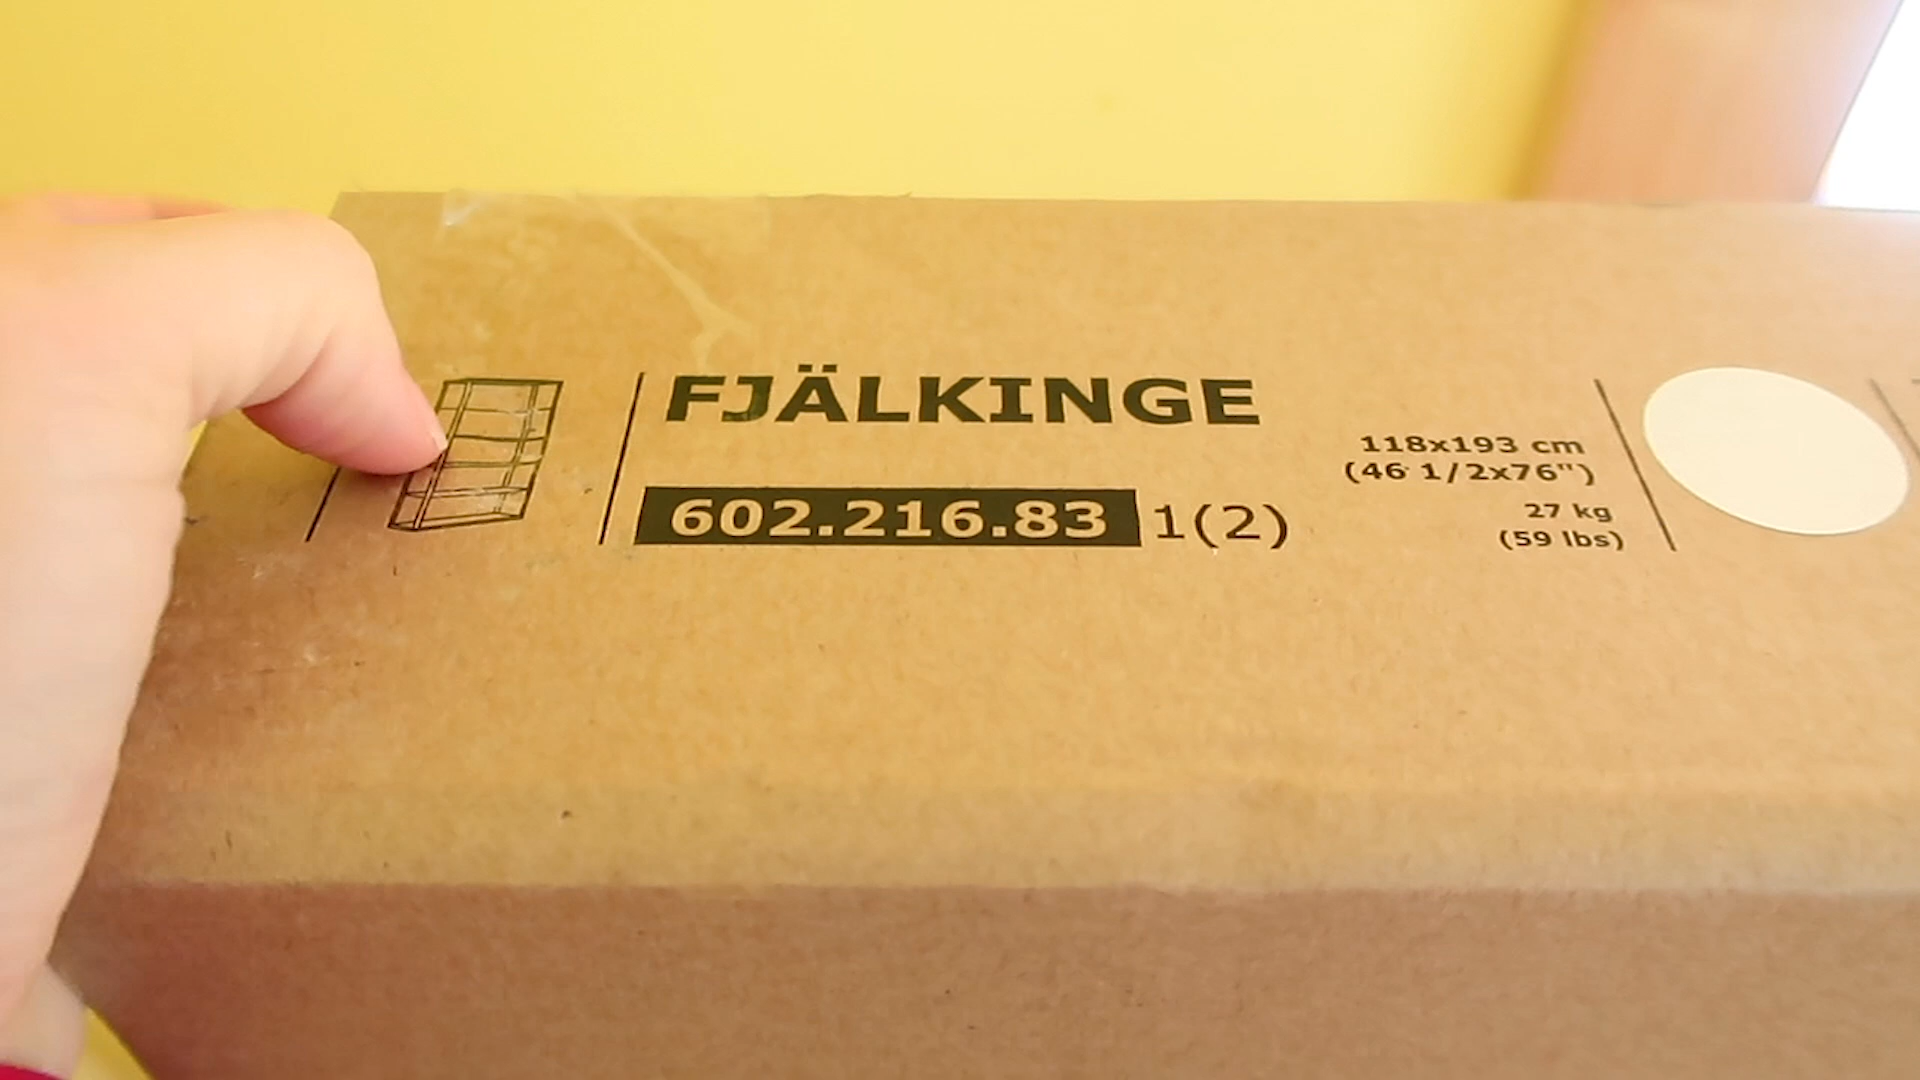 FJÄLKINGE
602.216.83 1(2)
118x193 cm
(46 1/2x76")
27 kg
(59 lbs)